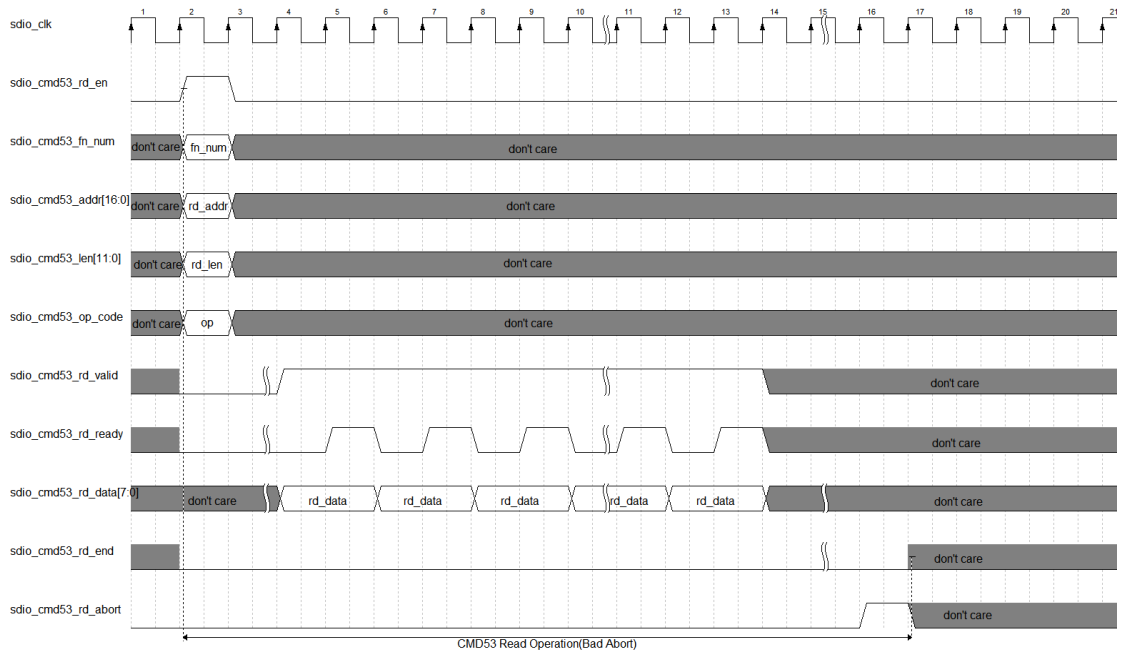 1 2 3 4 5 6 7 8 9 10 11 12 13 14 15 16 17 18 19 20 21
sdio_clk
sdio_cmd53_rd_en
sdio_cmd53_fn_num don't care fn_num don't care
sdio_cmd53_addr[16:0] don't care rd_addr don't care
sdio_cmd53_len[11:0] don't care rd_len don't care
sdio_cmd53_op_code don't care op don't care
sdio_cmd53_rd_valid don't care
sdio_cmd53_rd_ready don't care
sdio_cmd53_rd_data[7:0] don't care rd_data rd_data rd_data rd_data rd_data don't care
sdio_cmd53_rd_end don't care
sdio_cmd53_rd_abort don't care
CMD53 Read Operation(Bad Abort)